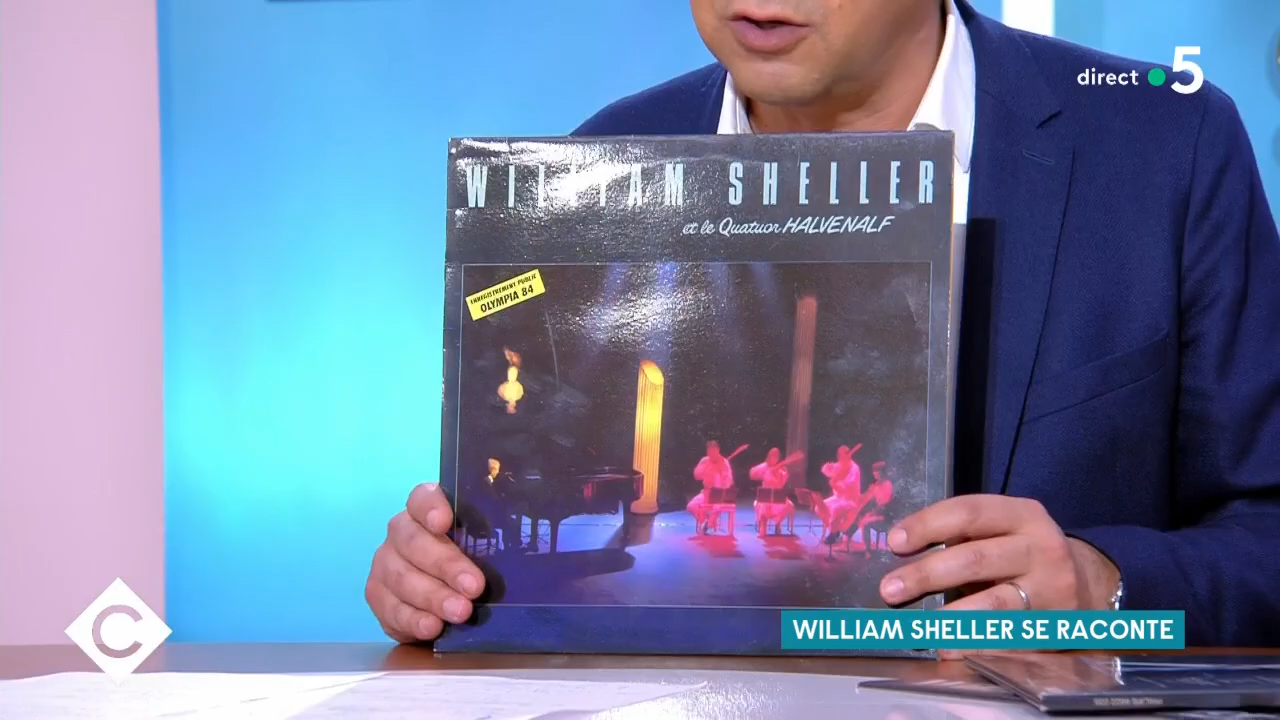 direct 5
WILLIAM SHELLER
et le Quatuor HALVENALF
ENREGISTREMENT PUBLIC
OLYMPIA 84
C
WILLIAM SHELLER SE RACONTE